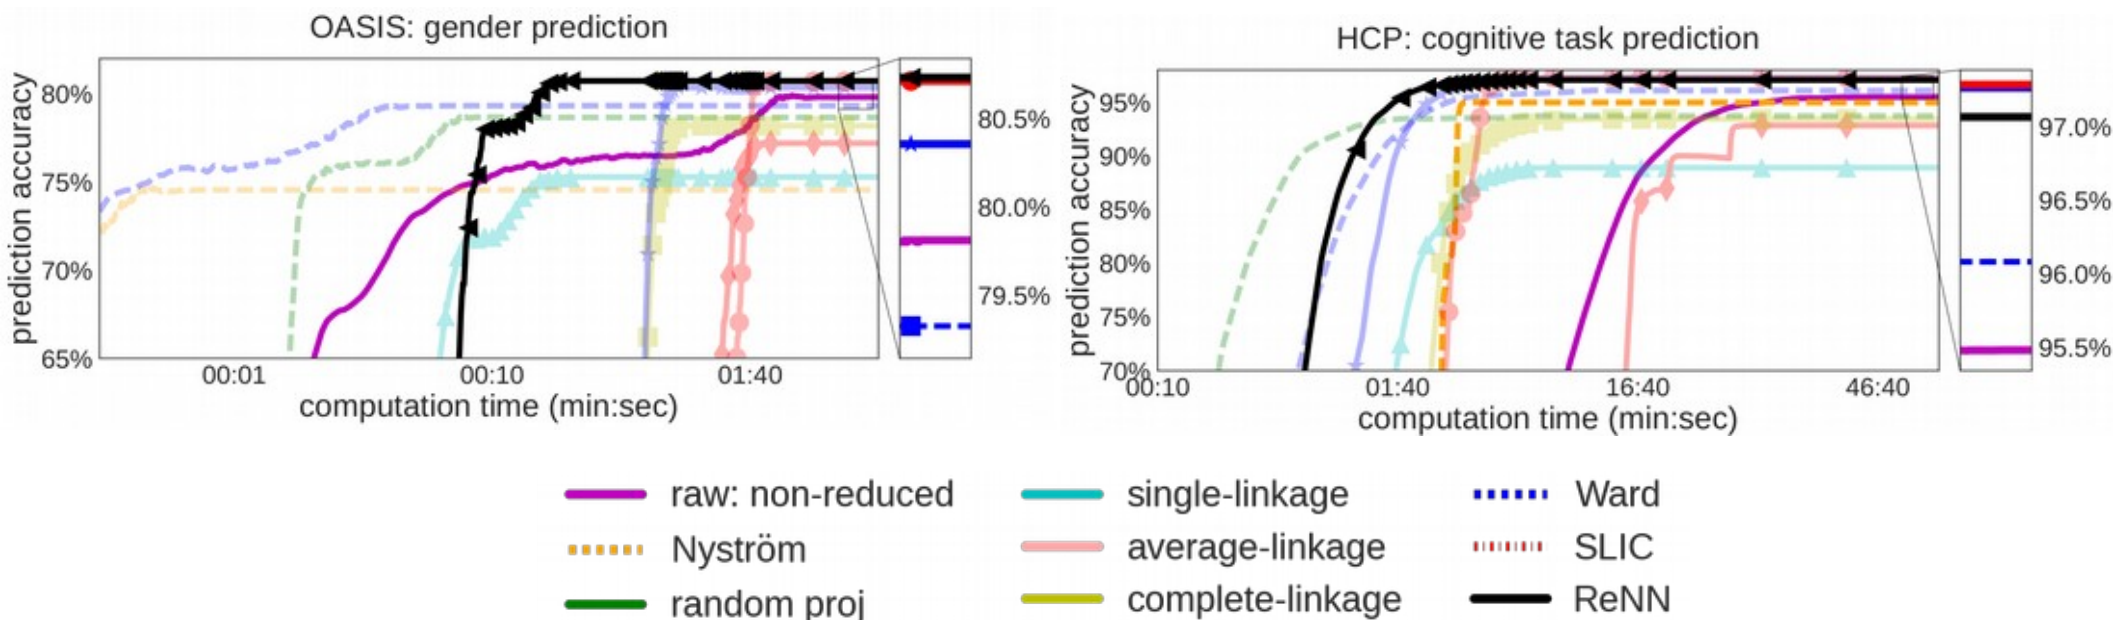 OASIS: gender prediction
prediction accuracy
80%
75%
70%
65%
00:01
00:10
01:40
computation time (min:sec)
80.5%
80.0%
79.5%
HCP: cognitive task prediction
prediction accuracy
95%
90%
85%
80%
75%
70%
00:10
01:40
16:40
46:40
computation time (min:sec)
97.0%
96.5%
96.0%
95.5%
raw: non-reduced
Nyström
random proj
single-linkage
average-linkage
complete-linkage
Ward
SLIC
ReNN